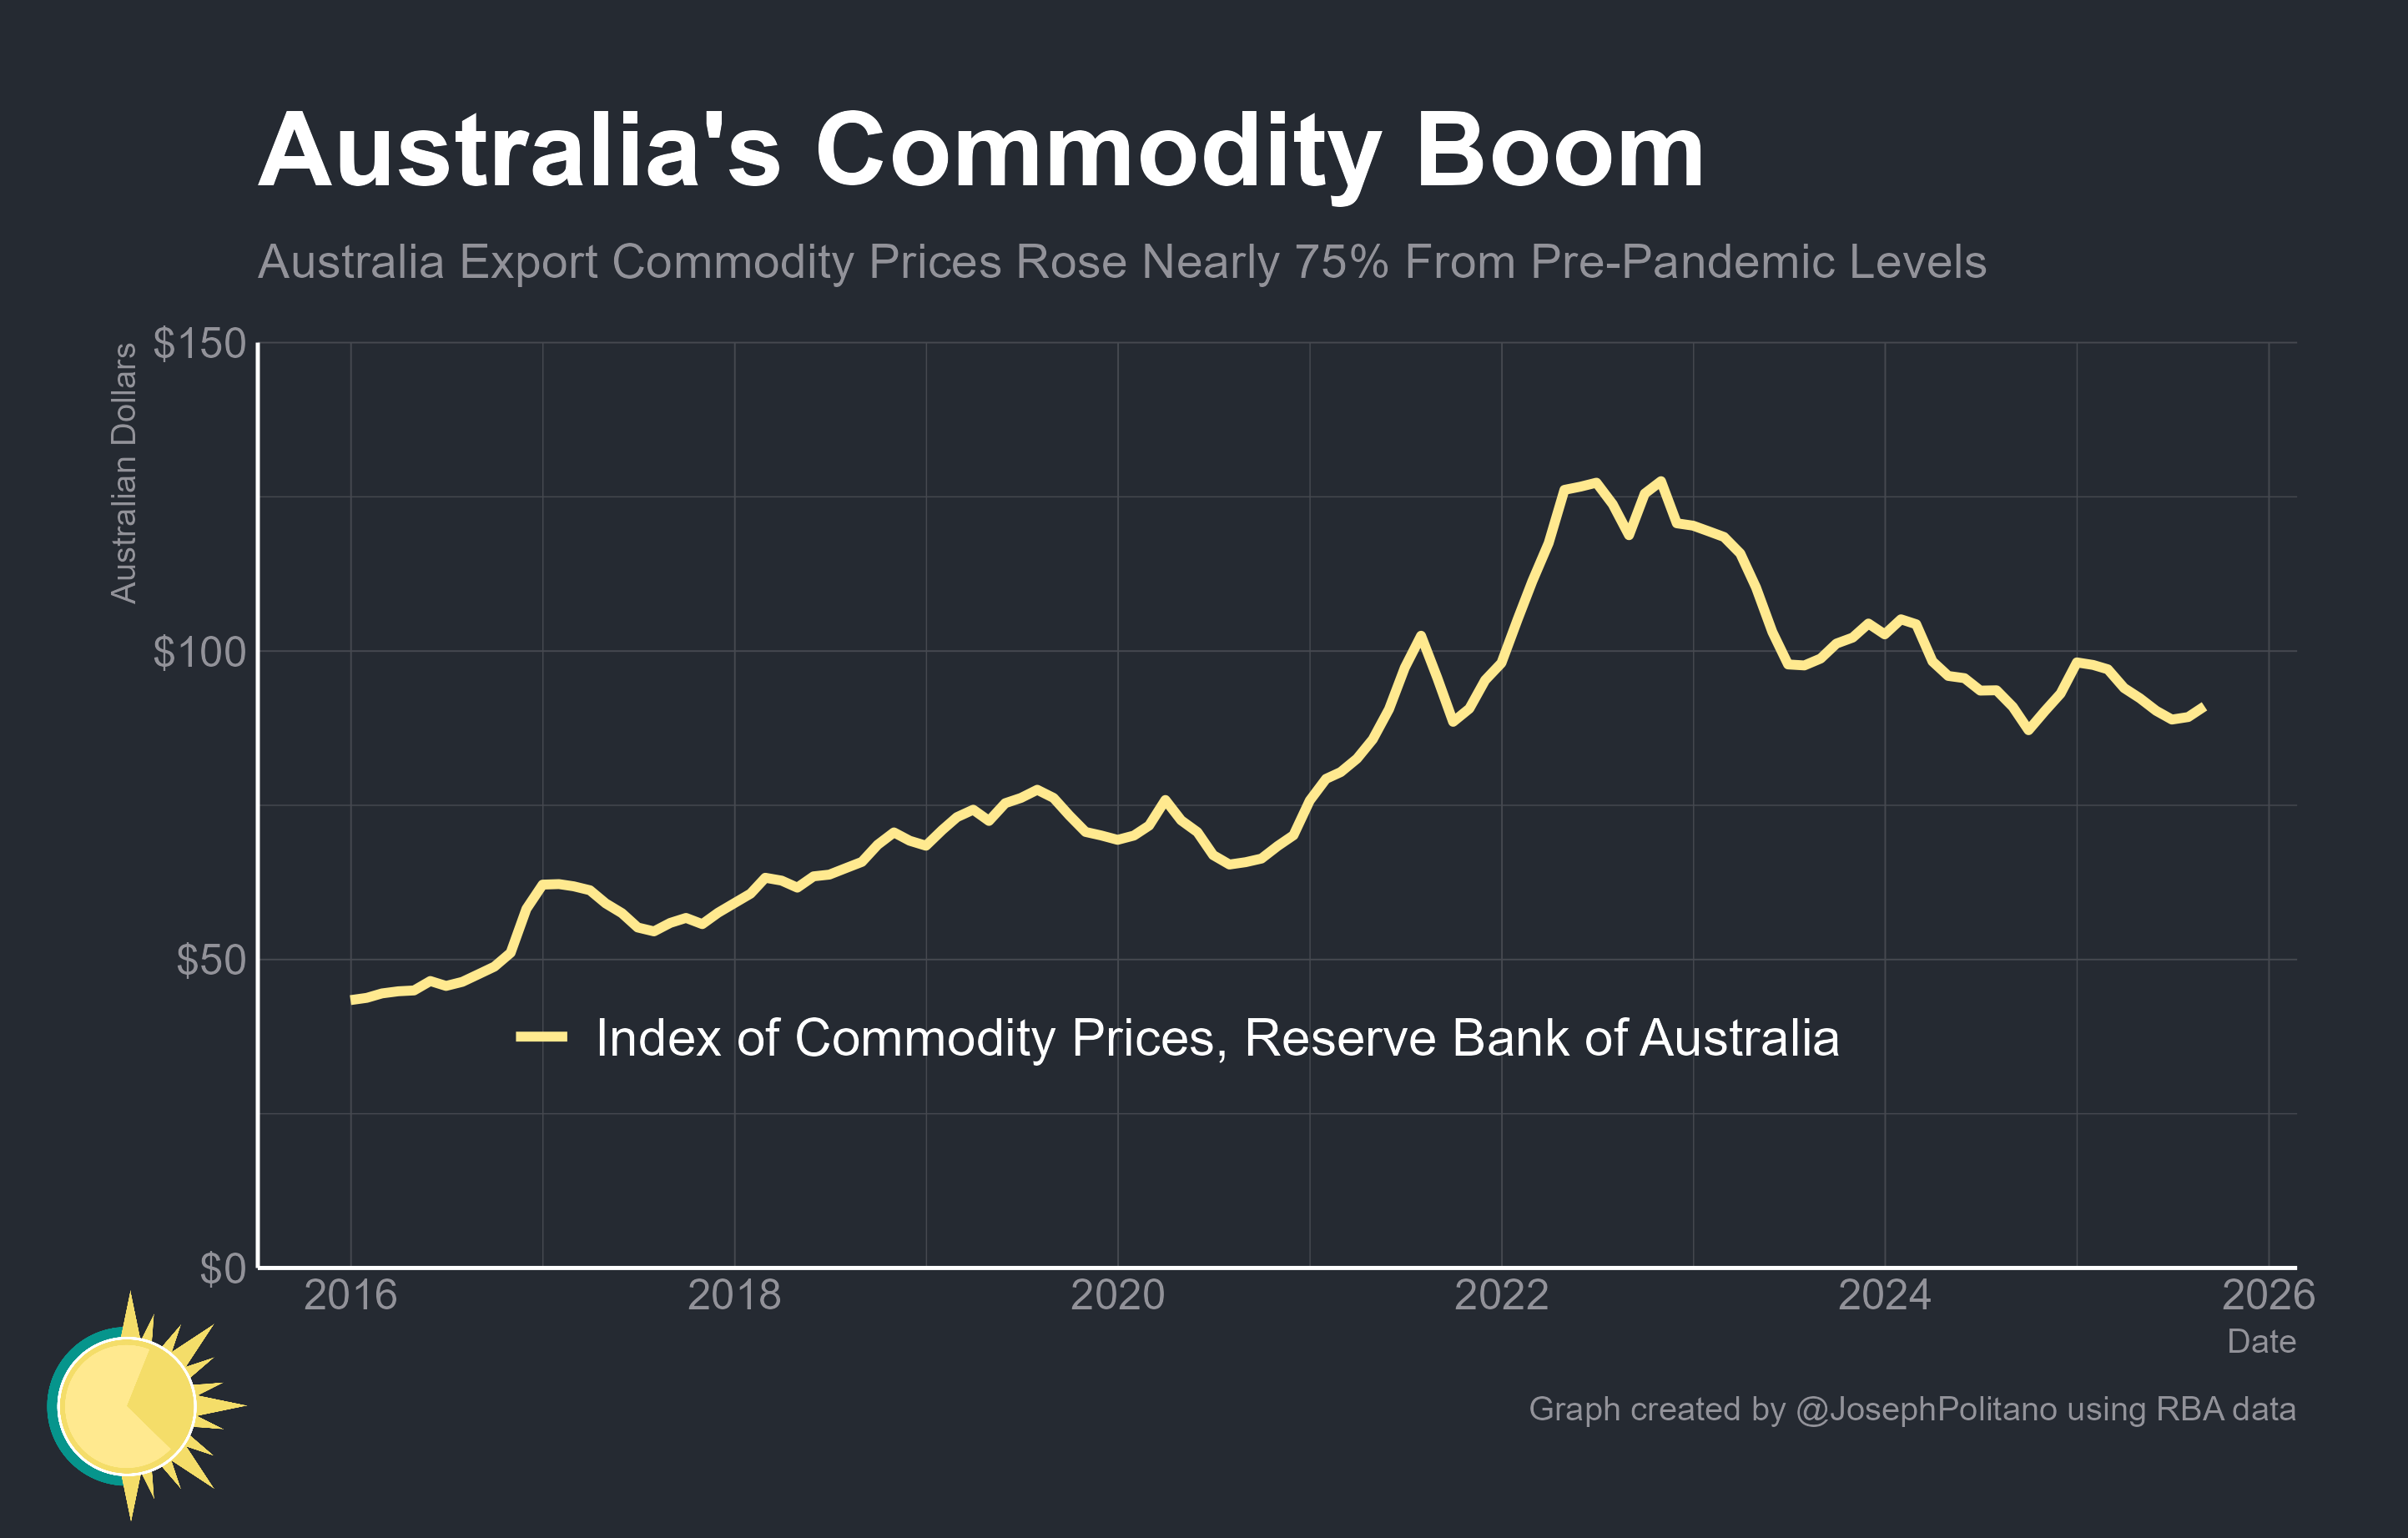 Australia's Commodity Boom
Australia Export Commodity Prices Rose Nearly 75% From Pre-Pandemic Levels
Australian Dollars
$150
$100
$50
$0
Index of Commodity Prices, Reserve Bank of Australia
2016 2018 2020 2022 2024 2026
Date
Graph created by @JosephPolitano using RBA data